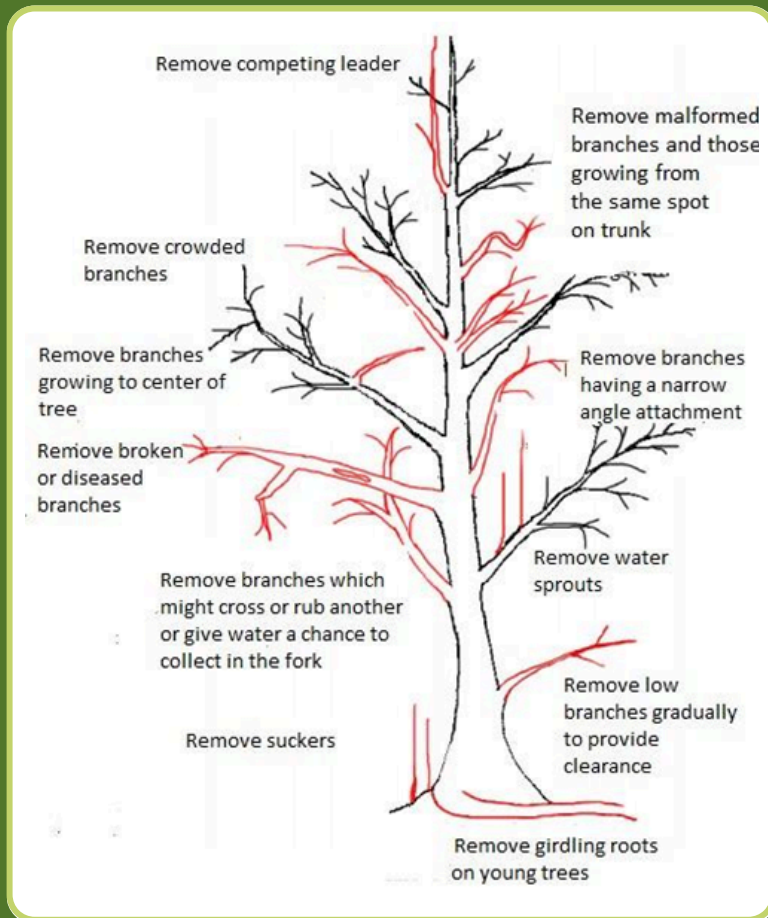 Remove competing leader
Remove malformed
branches and those
growing from
the same spot
on trunk
Remove crowded
branches
Remove branches
growing to center of
tree
Remove branches
having a narrow
angle attachment
Remove broken
or diseased
branches
Remove water
sprouts
Remove branches which
might cross or rub another
or give water a chance to
collect in the fork
Remove low
branches gradually
to provide
clearance
Remove suckers
Remove girdling roots
on young trees